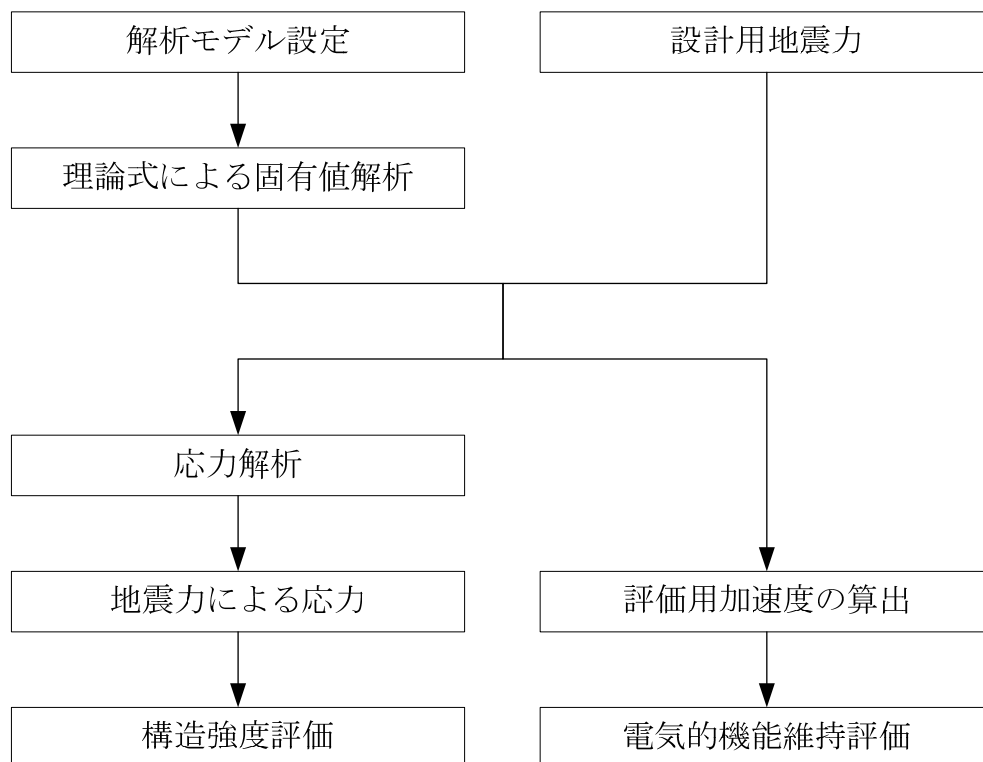 解析モデル設定
設計用地震力
理論式による固有値解析
応力解析
地震力による応力
評価用加速度の算出
構造強度評価
電気的機能維持評価